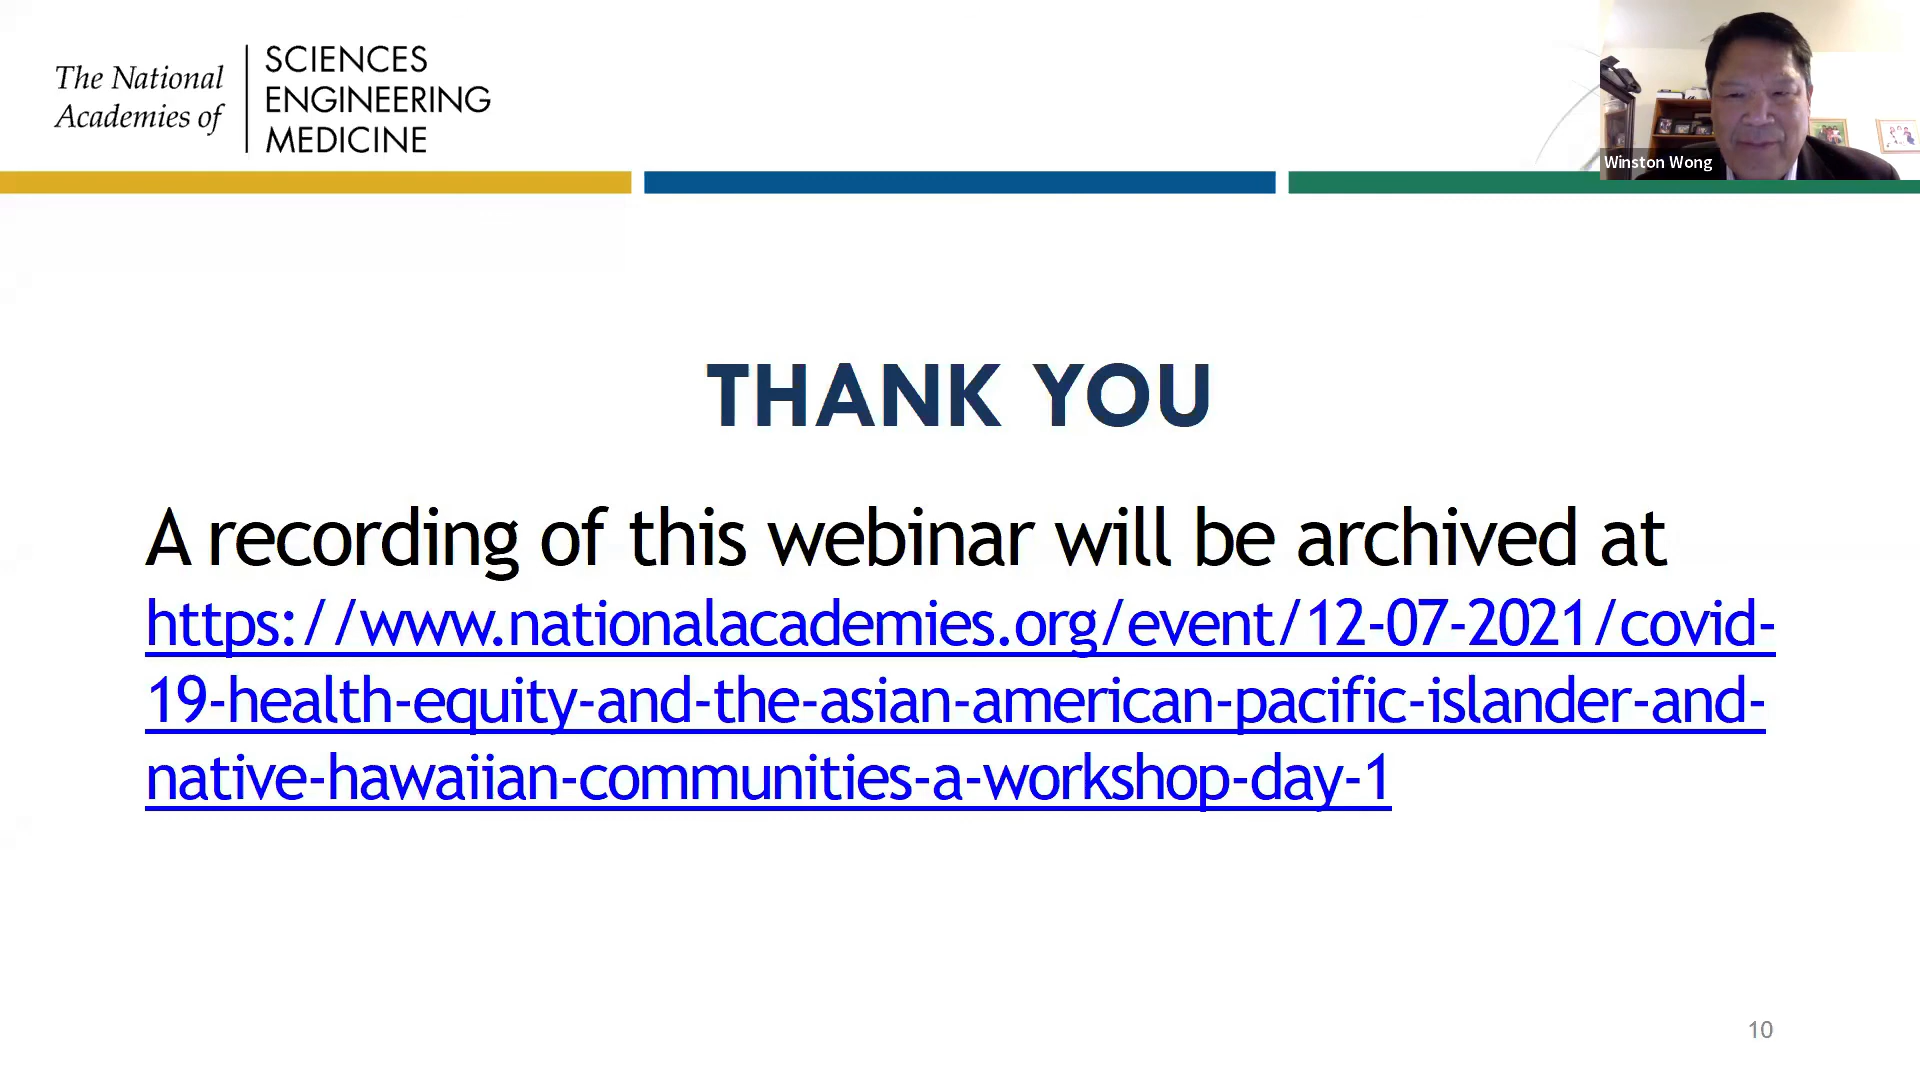 The National
Academies of
SCIENCES
ENGINEERING
MEDICINE
Winston Wong
THANK YOU
A recording of this webinar will be archived at
https://www.nationalacademies.org/event/12-07-2021/covid-
19-health-equity-and-the-asian-american-pacific-islander-and-
native-hawaiian-communities-a-workshop-day-1
10